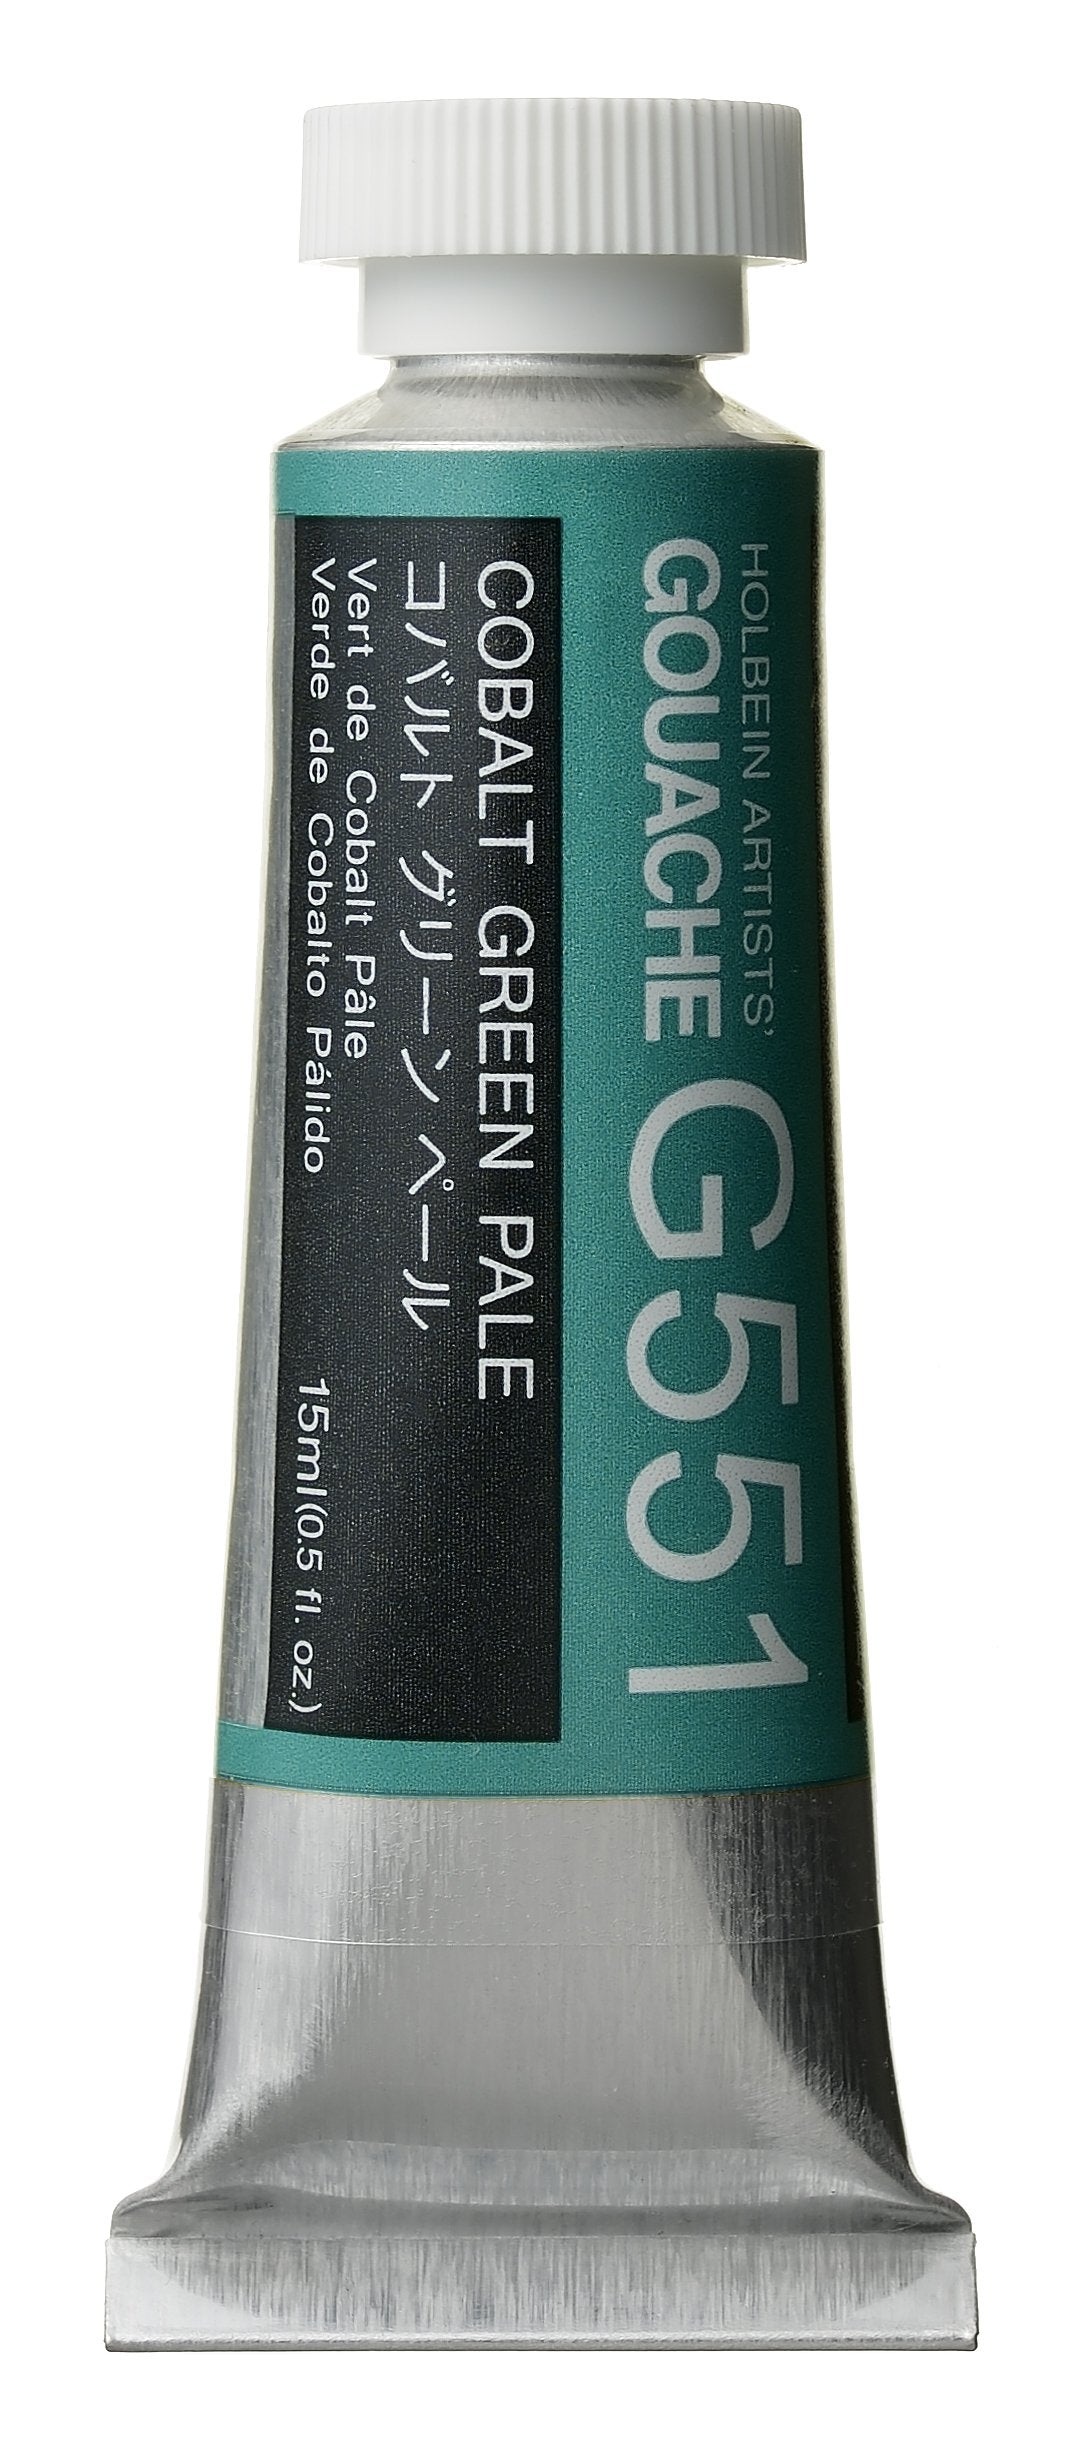 HOLBEIN ARTISTS'
GOUACHE G551
COBALT GREEN PALE
コバルト グリーン ペール
Vert de Cobalt Pâle
Verde de Cobalto Pálido 15ml(0.5 fl. oz.)